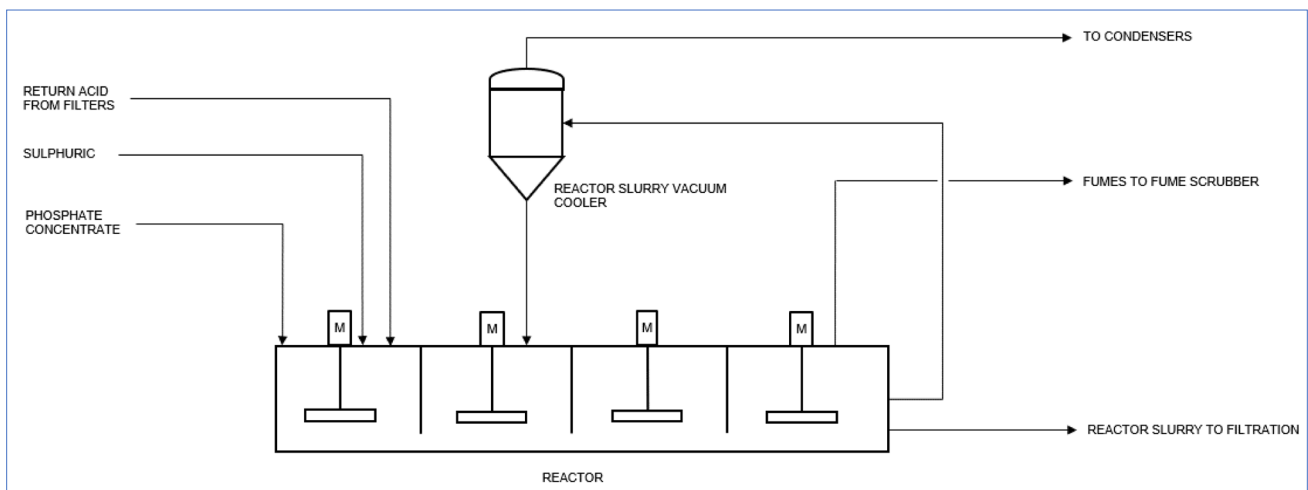 TO CONDENSERS
RETURN ACID
FROM FILTERS
SULPHURIC
FUMES TO FUME SCRUBBER
REACTOR SLURRY VACUUM
COOLER
PHOSPHATE
CONCENTRATE
M
M
M
M
REACTOR SLURRY TO FILTRATION
REACTOR